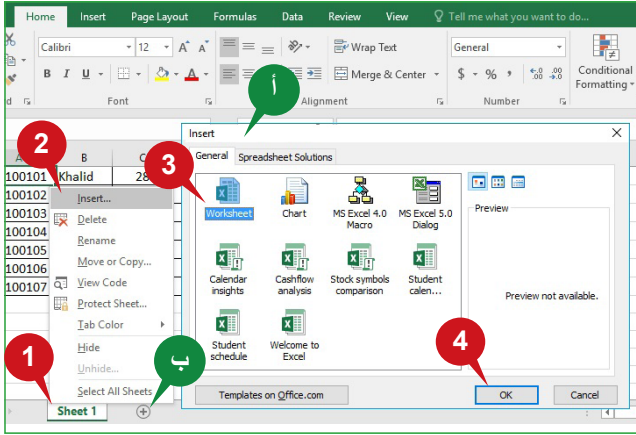 Home Insert Page Layout Formulas Data Review View Tell me what you want to do...
Calibri 12 A A Wrap Text General
B I U A Merge & Center $ % , .0 .00 .00 .0 Conditional
Formatting
d Font Alignment Number
أ
Insert
General Spreadsheet Solutions
2
3
A B C
100101 Khalid 28
100102
100103
100104
100105
100106
100107
Insert...
Delete
Rename
Move or Copy...
View Code
Protect Sheet...
Tab Color
Hide
Unhide...
Select All Sheets
Worksheet Chart MS Excel 4.0 MS Excel 5.0
Macro Dialog
Calendar Cashflow Stock symbols Student
insights analysis comparison calen...
Student Welcome to
schedule Excel
Preview
Preview not available.
1
ب
4
Templates on Office.com OK Cancel
Sheet 1